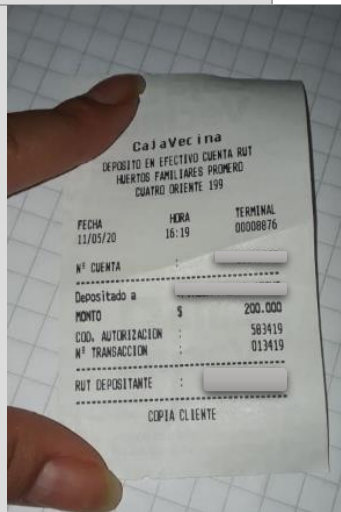 CajaVecina
DEPOSITO EN EFECTIVO CUENTA RUT
HUERTOS FAMILIARES PROMERO
CUATRO ORIENTE 199
FECHA HORA TERMINAL
11/05/20 16:19 00008876
Nº CUENTA :
Depositado a
MONTO $ 200.000
COD. AUTORIZACION : 583419
Nº TRANSACCION : 013419
RUT DEPOSITANTE :
COPIA CLIENTE